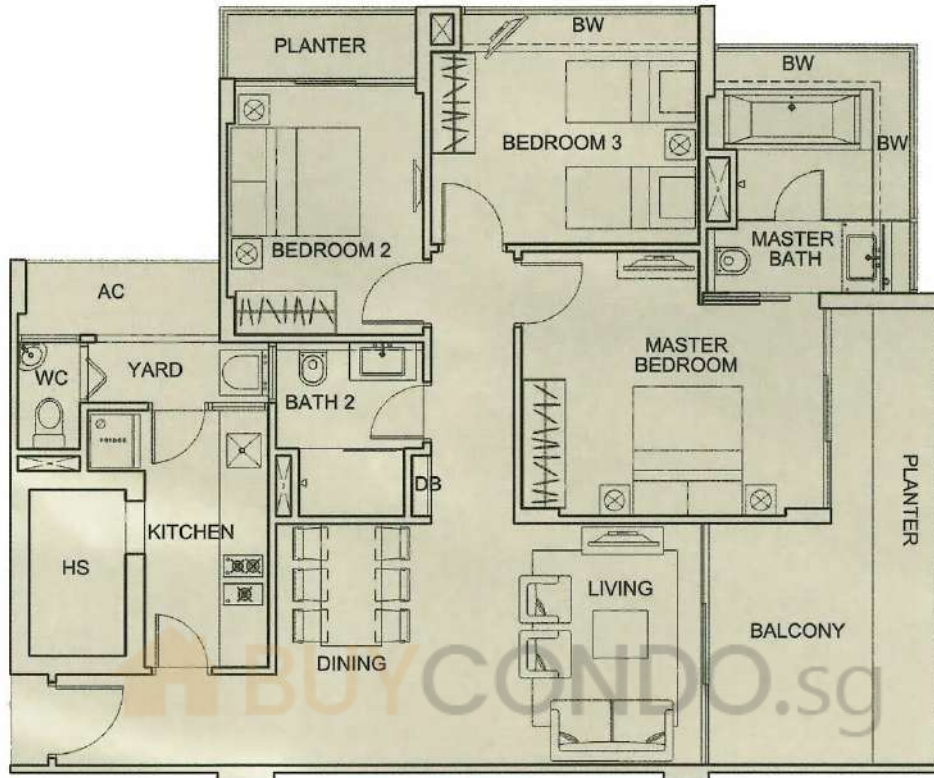 PLANTER
BW
BW
BEDROOM 3
BW
BEDROOM 2
MASTER
BATH
AC
MASTER
BEDROOM
WC
YARD
BATH 2
FRIDGE
PLANTER
DB
KITCHEN
HS
LIVING
BALCONY
DINING
BUYCONDO.sg